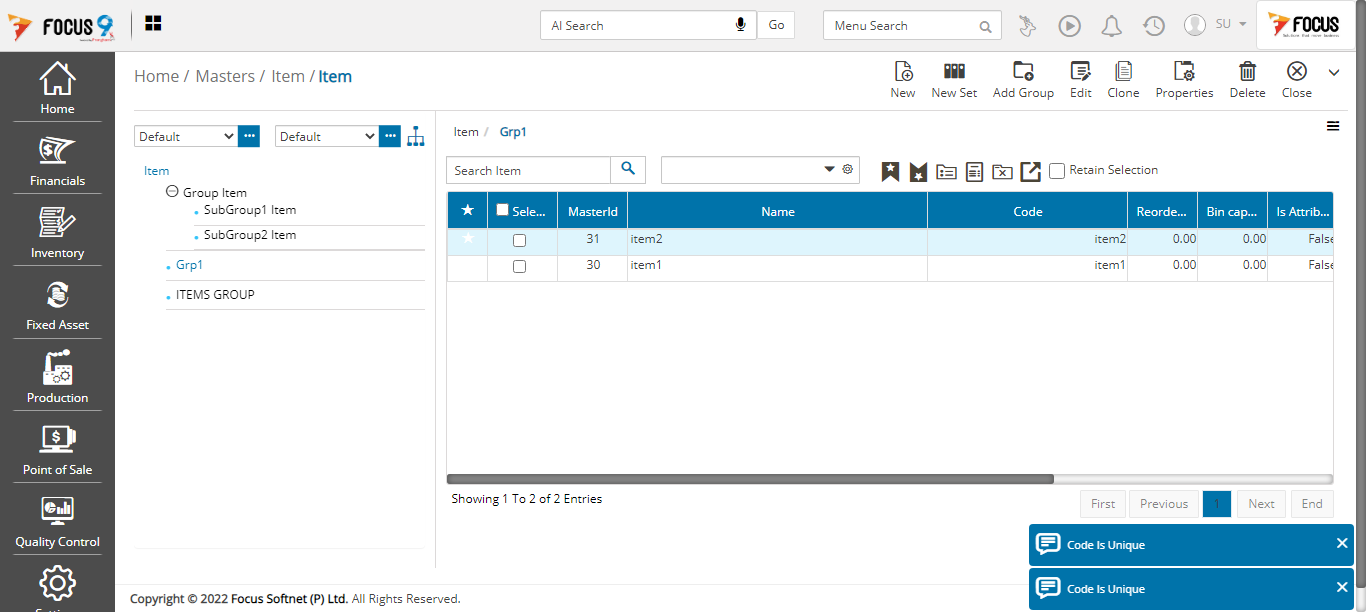 FOCUS 9
AI Search
Go
Menu Search
SU
FOCUS
Home
Financials
Inventory
Fixed Asset
Production
Point of Sale
Quality Control
Home / Masters / Item / Item
New
New Set
Add Group
Edit
Clone
Properties
Delete
Close
Default
Default
Item
Group Item
SubGroup1 Item
SubGroup2 Item
Grp1
ITEMS GROUP
Item / Grp1
Search Item
Retain Selection
Sele... MasterId Name Code Reorde... Bin cap... Is Attrib...
31 item2 item2 0.00 0.00 False
30 item1 item1 0.00 0.00 False
Showing 1 To 2 of 2 Entries
First Previous 1 Next End
Code Is Unique
Code Is Unique
Copyright © 2022 Focus Softnet (P) Ltd. All Rights Reserved.